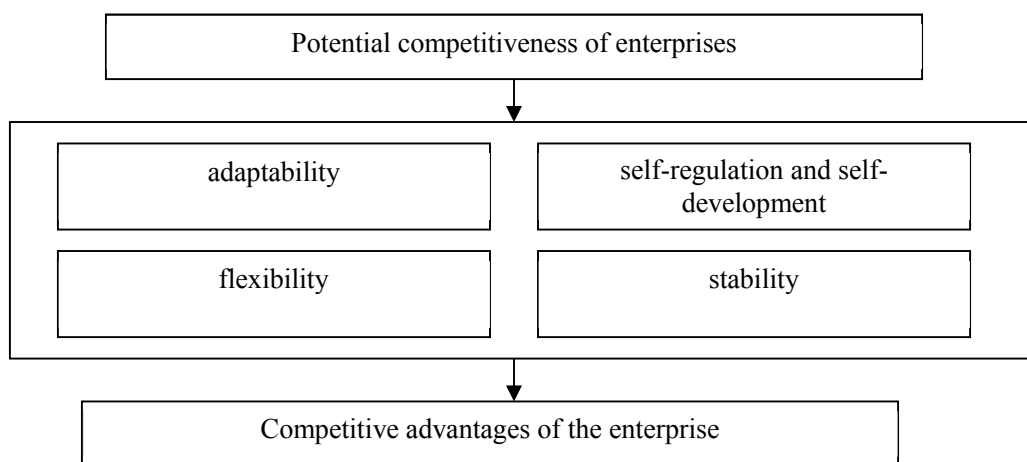 Potential competitiveness of enterprises
adaptability
self-regulation and self-
development
flexibility
stability
Competitive advantages of the enterprise